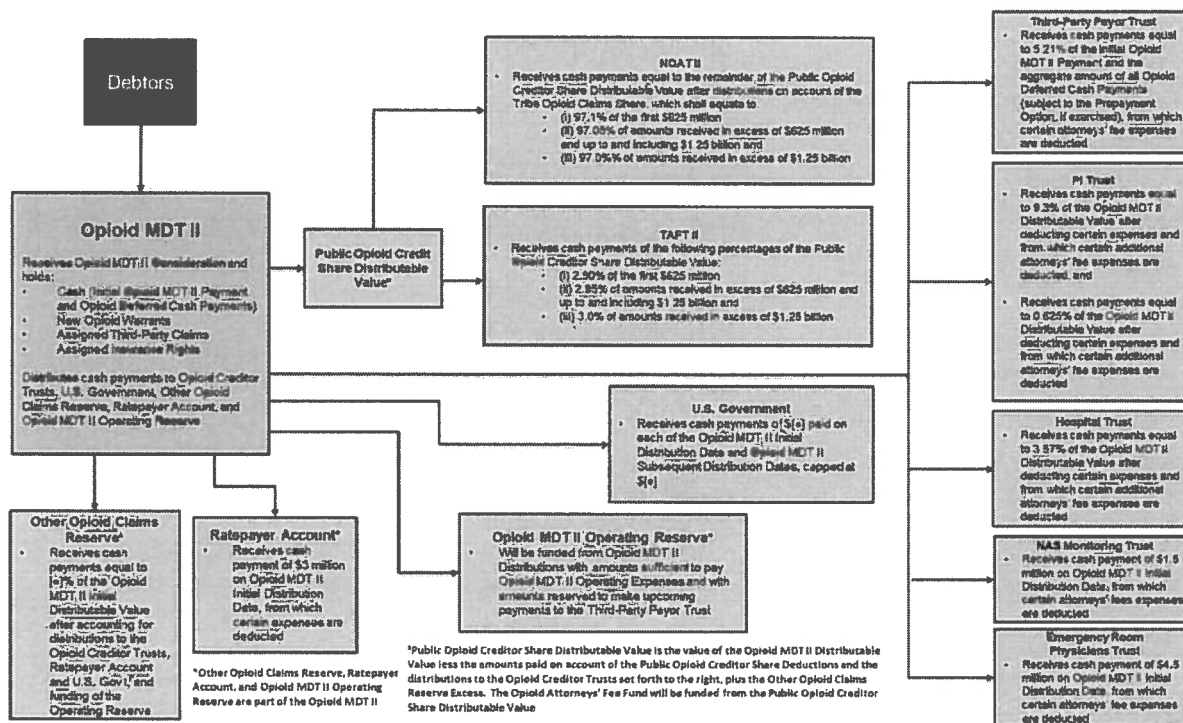 Debtors
NOAT II
• Receives cash payments equal to the remainder of the Public Opioid
Creditor Share Distributable Value after distributions on account of the
Tribe Opioid Claims Share, which shall equate to
• (i) 97.1% of the first $625 million
• (ii) 97.05% of amounts received in excess of $625 million
and up to and including $1.25 billion and
• (iii) 97.0% of amounts received in excess of $1.25 billion
Third-Party Payor Trust
• Receives cash payments equal
to 5.21% of the Initial Opioid
MDT II Payment and the
aggregate amount of all Opioid
Deferred Cash Payments
(subject to the Prepayment
Option, if exercised), from which
certain attorneys' fee expenses
are deducted
Opioid MDT II
Receives Opioid MDT II Consideration and
holds:
• Cash (Initial Opioid MDT II Payment
and Opioid Deferred Cash Payments)
• New Opioid Warrants
• Assigned Third-Party Claims
• Assigned Insurance Rights
Distributes cash payments to Opioid Creditor
Trusts, U.S. Government, Other Opioid
Claims Reserve, Ratepayer Account, and
Opioid MDT II Operating Reserve
Public Opioid Credit
Share Distributable
Value*
TAFT II
• Receives cash payments of the following percentages of the Public
Opioid Creditor Share Distributable Value:
• (i) 2.90% of the first $625 million
• (ii) 2.95% of amounts received in excess of $625 million and
up to and including $1.25 billion and
• (iii) 3.0% of amounts received in excess of $1.25 billion
PI Trust
• Receives cash payments equal
to 9.3% of the Opioid MDT II
Distributable Value after
deducting certain expenses and
from which certain additional
attorneys' fee expenses are
deducted, and
• Receives cash payments equal
to 0.625% of the Opioid MDT II
Distributable Value after
deducting certain expenses and
from which certain additional
attorneys' fee expenses are
deducted
U.S. Government
• Receives cash payments of $[•] paid on
each of the Opioid MDT II Initial
Distribution Date and Opioid MDT II
Subsequent Distribution Dates, capped at
$[•]
Hospital Trust
• Receives cash payments equal
to 3.57% of the Opioid MDT II
Distributable Value after
deducting certain expenses and
from which certain additional
attorneys' fee expenses are
deducted
Other Opioid Claims
Reserve^
• Receives cash
payments equal to
[•]% of the Opioid
MDT II Initial
Distributable Value
after accounting for
distributions to the
Opioid Creditor Trusts,
Ratepayer Account
and U.S. Govt, and
funding of the
Operating Reserve
Ratepayer Account^
• Receives cash
payment of $3 million
on Opioid MDT II
Initial Distribution
Date, from which
certain expenses are
deducted
Opioid MDT II Operating Reserve^
• Will be funded from Opioid MDT II
Distributions with amounts sufficient to pay
Opioid MDT II Operating Expenses and with
amounts reserved to make upcoming
payments to the Third-Party Payor Trust
NAS Monitoring Trust
• Receives cash payment of $1.5
million on Opioid MDT II Initial
Distribution Date, from which
certain attorneys' fees expenses
are deducted
Emergency Room
Physicians Trust
• Receives cash payment of $4.5
million on Opioid MDT II Initial
Distribution Date, from which
certain attorneys' fee expenses
are deducted
^Other Opioid Claims Reserve, Ratepayer
Account, and Opioid MDT II Operating
Reserve are part of the Opioid MDT II
*Public Opioid Creditor Share Distributable Value is the value of the Opioid MDT II Distributable
Value less the amounts paid on account of the Public Opioid Creditor Share Deductions and the
distributions to the Opioid Creditor Trusts set forth to the right, plus the Other Opioid Claims
Reserve Excess. The Opioid Attorneys' Fee Fund will be funded from the Public Opioid Creditor
Share Distributable Value